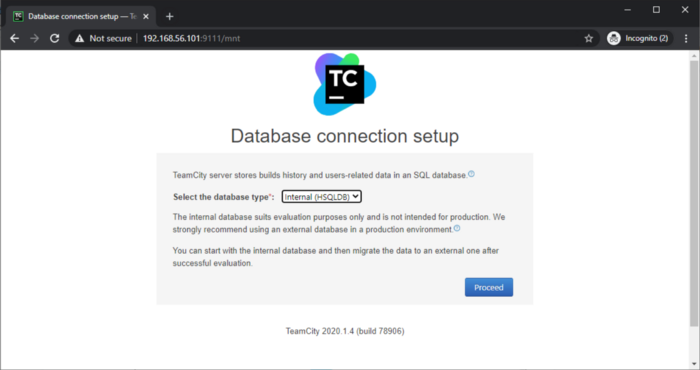 Database connection setup — Te
Not secure | 192.168.56.101:9111/mnt
Incognito (2)
TC
Database connection setup
TeamCity server stores builds history and users-related data in an SQL database.
Select the database type*: Internal (HSQLDB)
The internal database suits evaluation purposes only and is not intended for production. We
strongly recommend using an external database in a production environment.
You can start with the internal database and then migrate the data to an external one after
successful evaluation.
Proceed
TeamCity 2020.1.4 (build 78906)